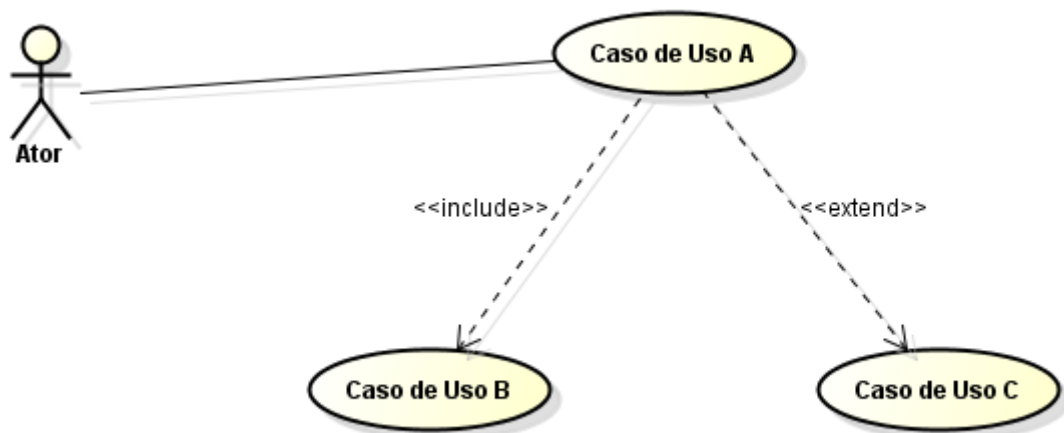 Caso de Uso A
Ator
<<include>>
<<extend>>
Caso de Uso B
Caso de Uso C